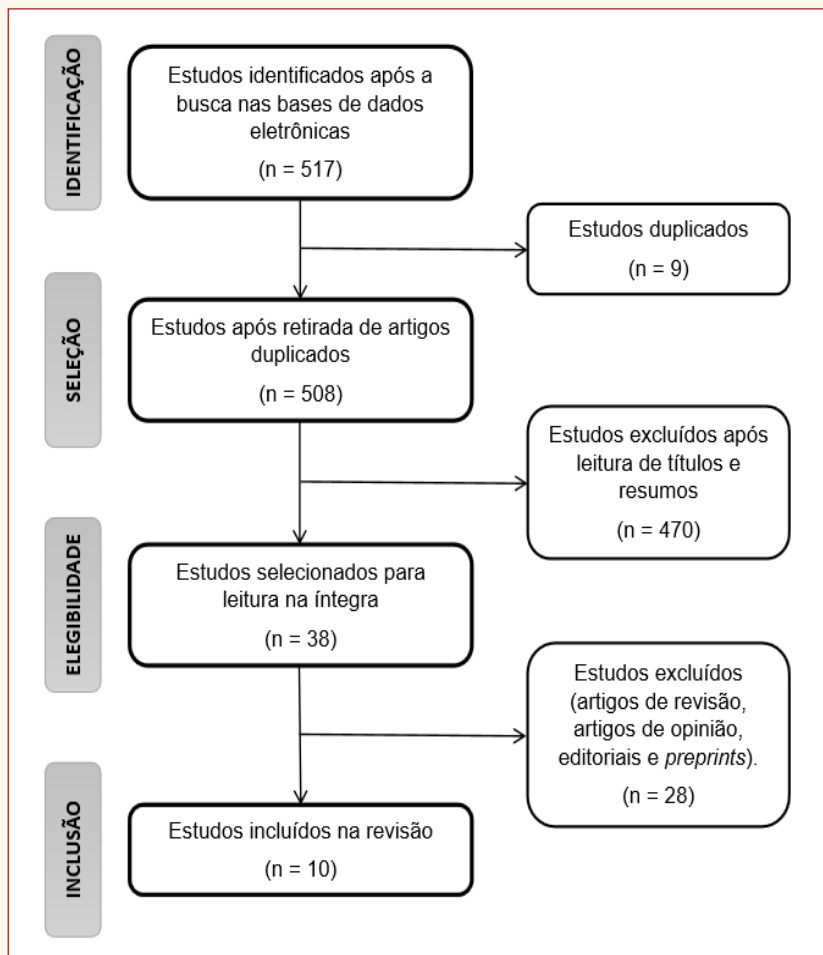 IDENTIFICAÇÃO
Estudos identificados após a
busca nas bases de dados
eletrônicas
(n = 517)
Estudos duplicados
(n = 9)
SELEÇÃO
Estudos após retirada de artigos
duplicados
(n = 508)
Estudos excluídos após
leitura de títulos e
resumos
(n = 470)
ELEGIBILIDADE
Estudos selecionados para
leitura na íntegra
(n = 38)
Estudos excluídos
(artigos de revisão,
artigos de opinião,
editoriais e preprints).
(n = 28)
INCLUSÃO
Estudos incluídos na revisão
(n = 10)